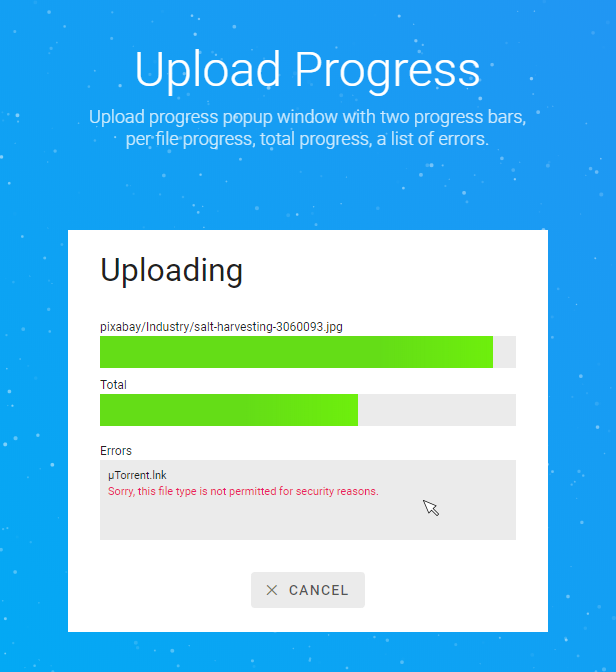 Upload Progress
Upload progress popup window with two progress bars,
per file progress, total progress, a list of errors.
Uploading
pixabay/Industry/salt-harvesting-3060093.jpg
Total
Errors
µTorrent.lnk
Sorry, this file type is not permitted for security reasons.
CANCEL